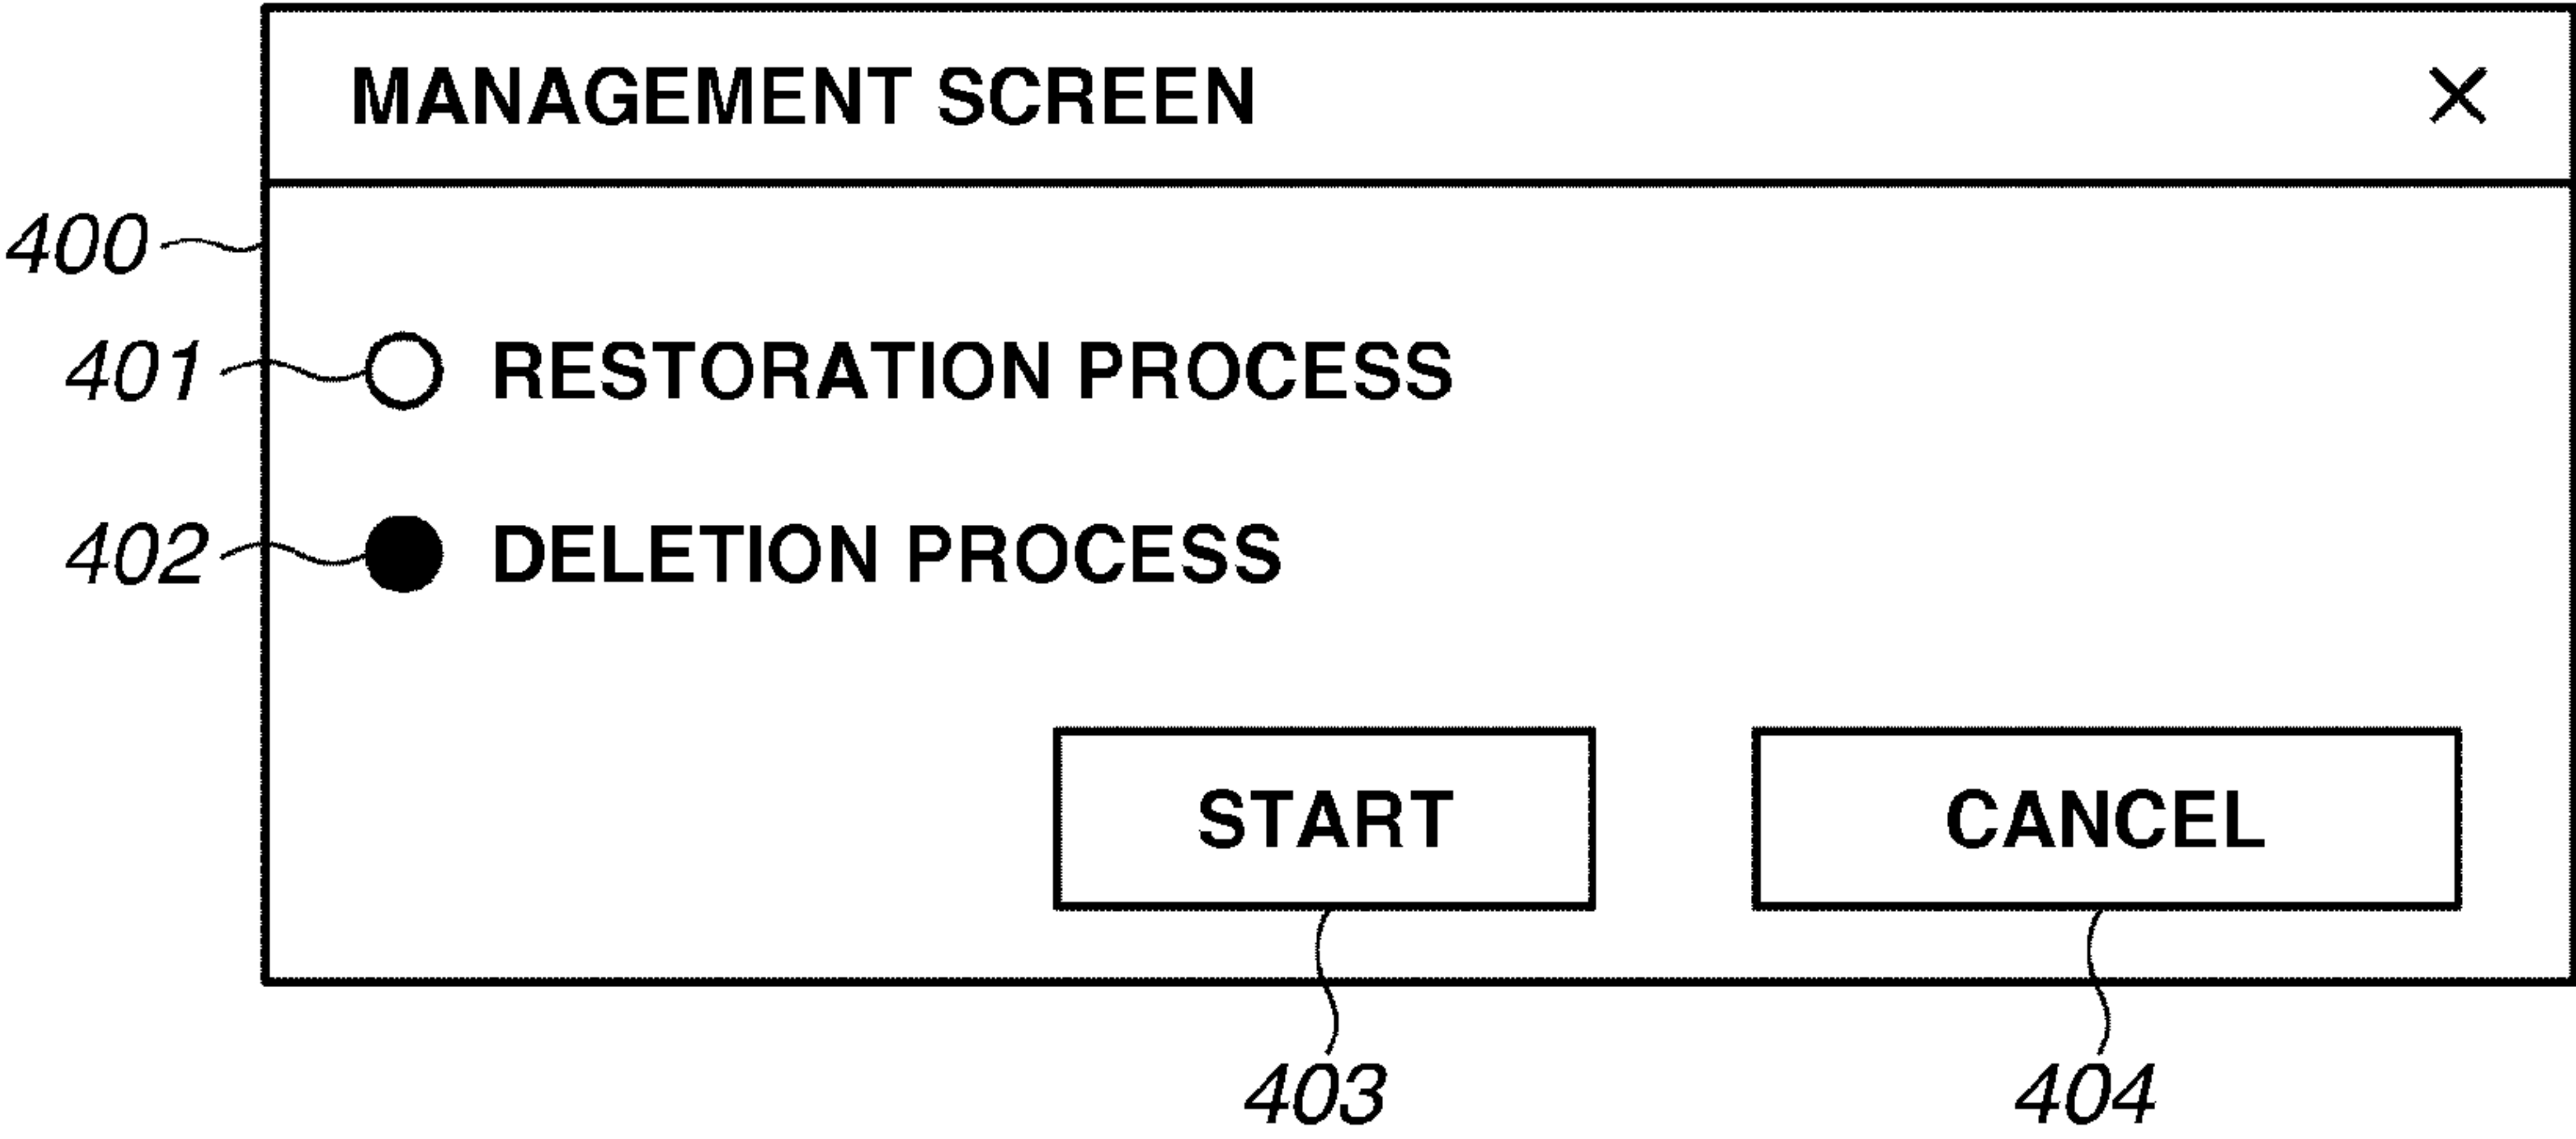 MANAGEMENT SCREEN ×
400
401 RESTORATION PROCESS
402 DELETION PROCESS
START CANCEL
403 404